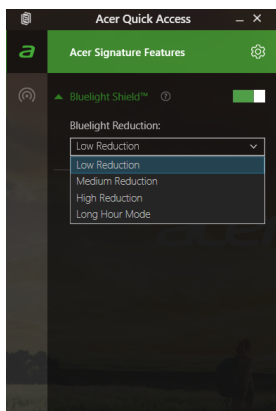 Acer Quick Access
a
Acer Signature Features
Bluelight Shield™ ?
Bluelight Reduction:
Low Reduction
Low Reduction
Medium Reduction
High Reduction
Long Hour Mode
acer